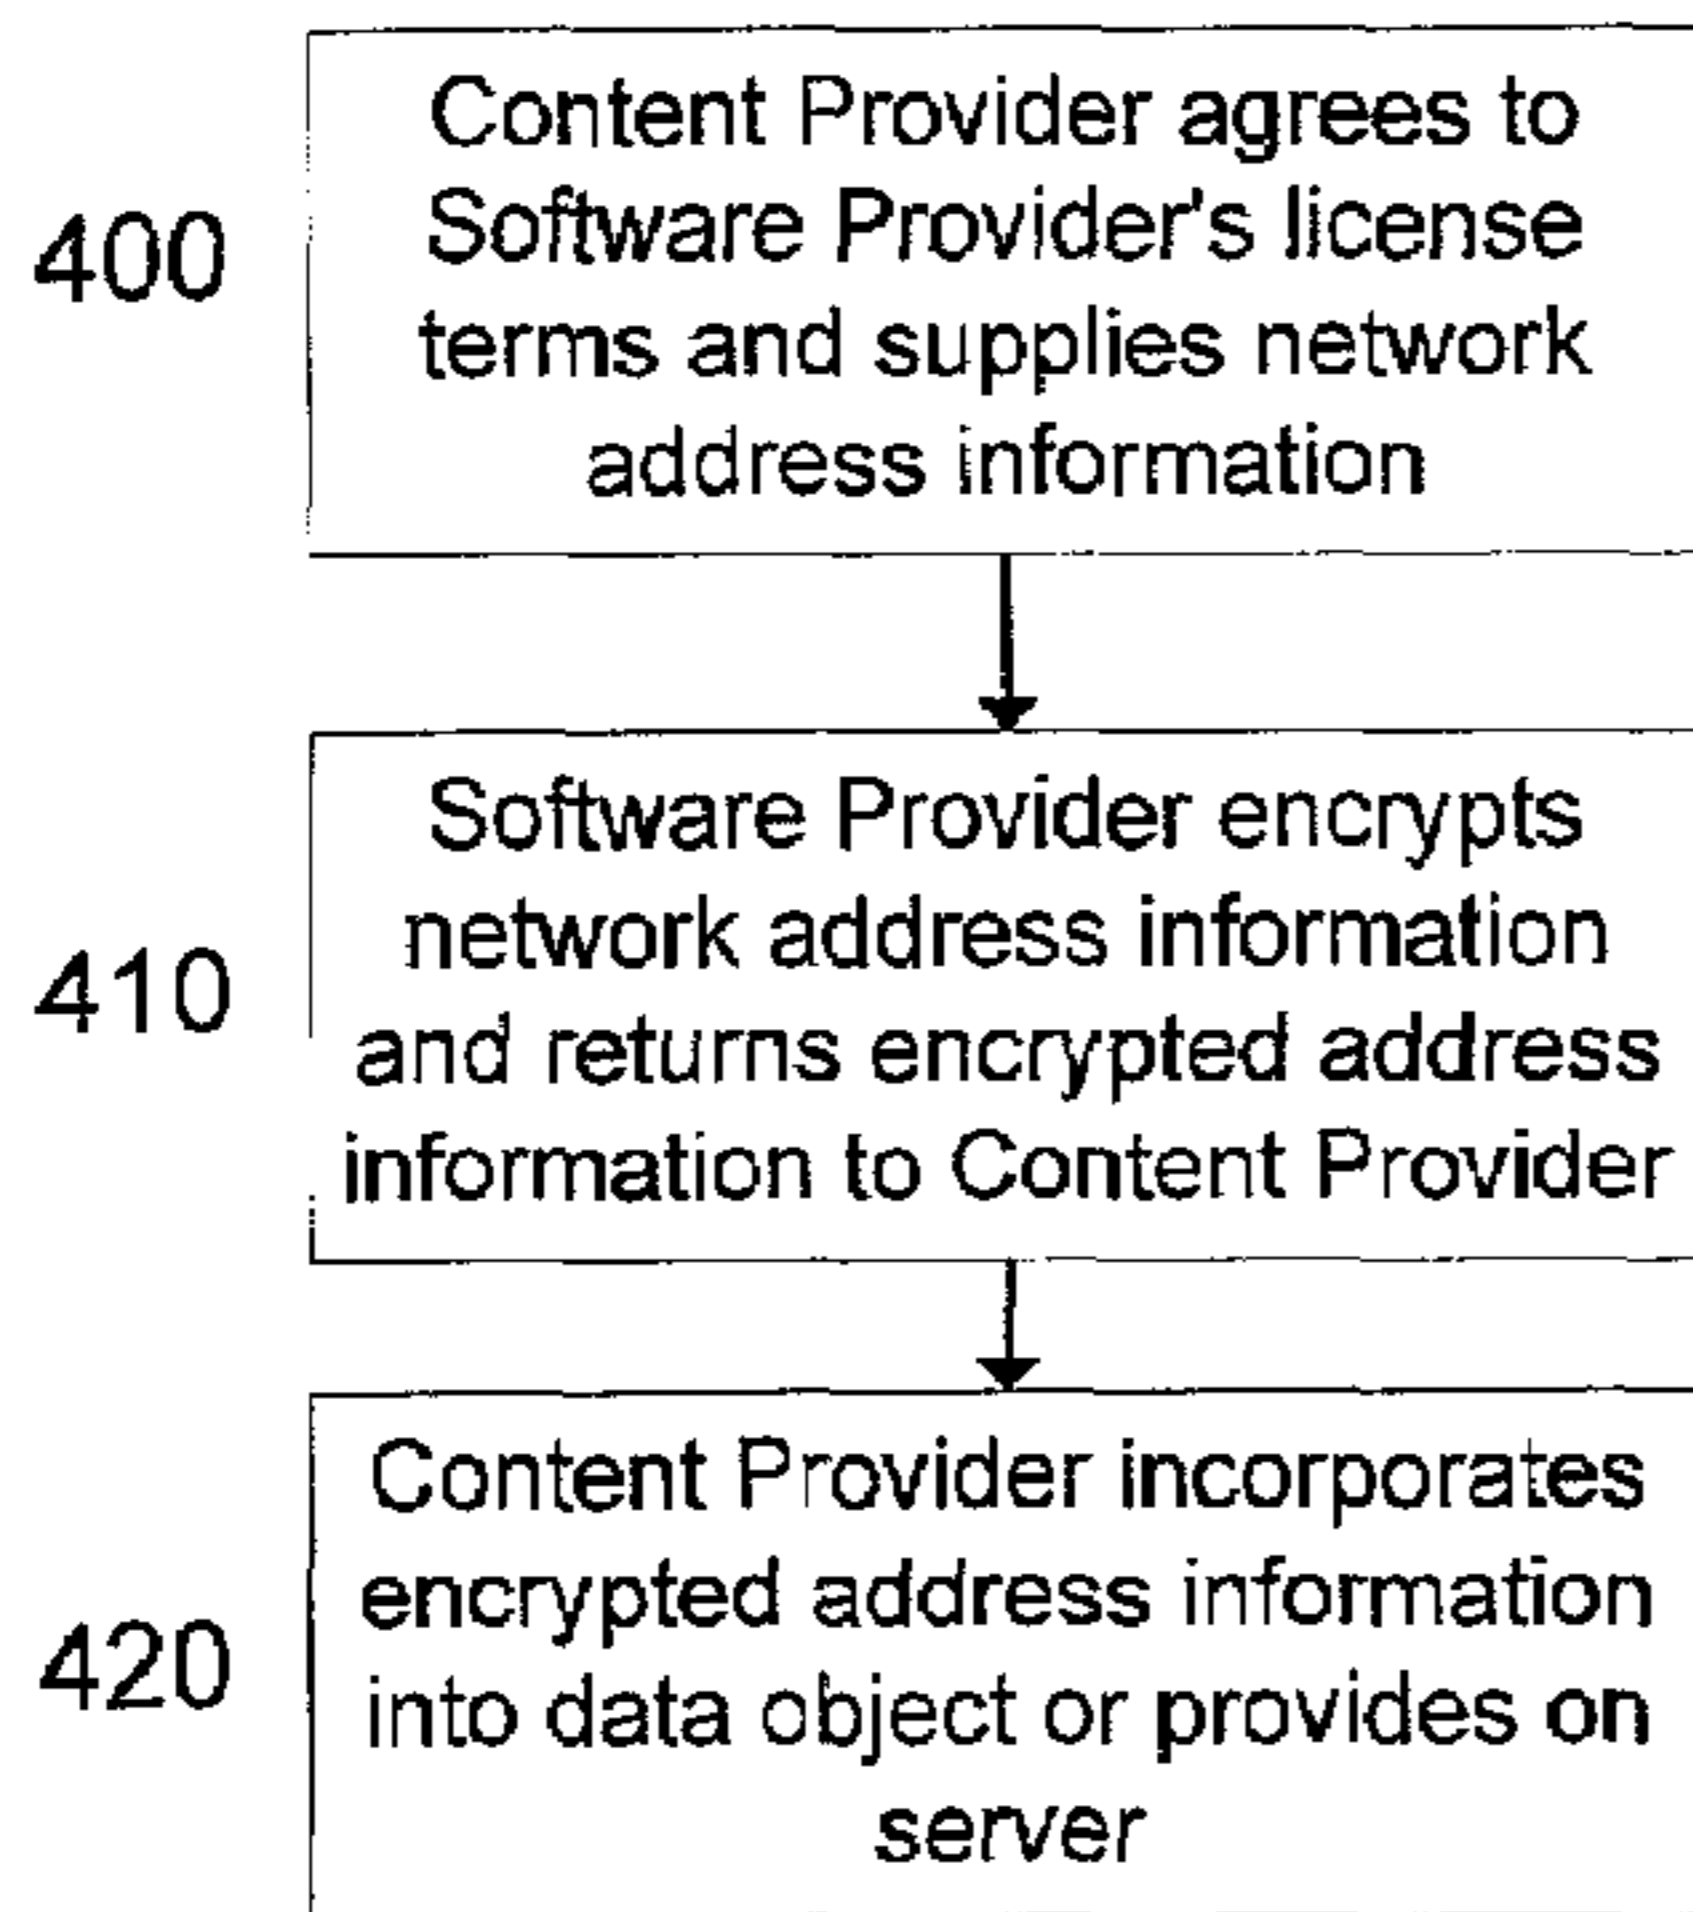 400
Content Provider agrees to
Software Provider's license
terms and supplies network
address information
410
Software Provider encrypts
network address information
and returns encrypted address
information to Content Provider
420
Content Provider incorporates
encrypted address information
into data object or provides on
server